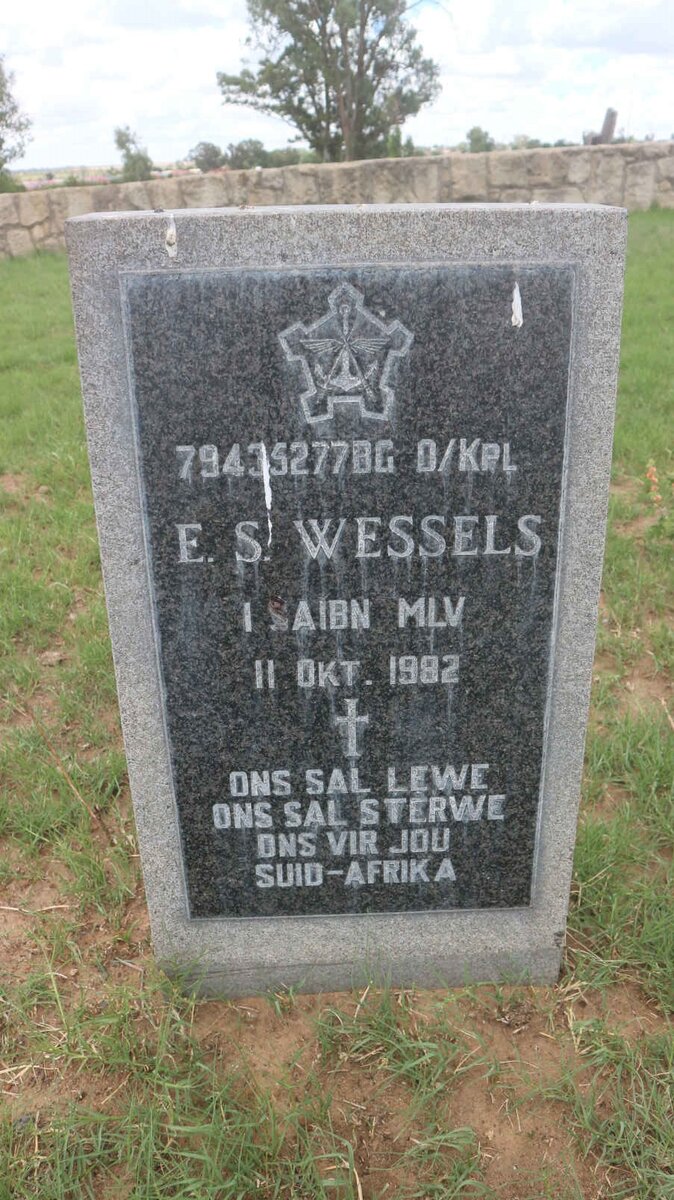 79435277BG O/KPL
E. S. WESSELS
1 SAIBN MLV
11 OKT. 1982
ONS SAL LEWE
ONS SAL STERWE
ONS VIR JOU
SUID-AFRIKA